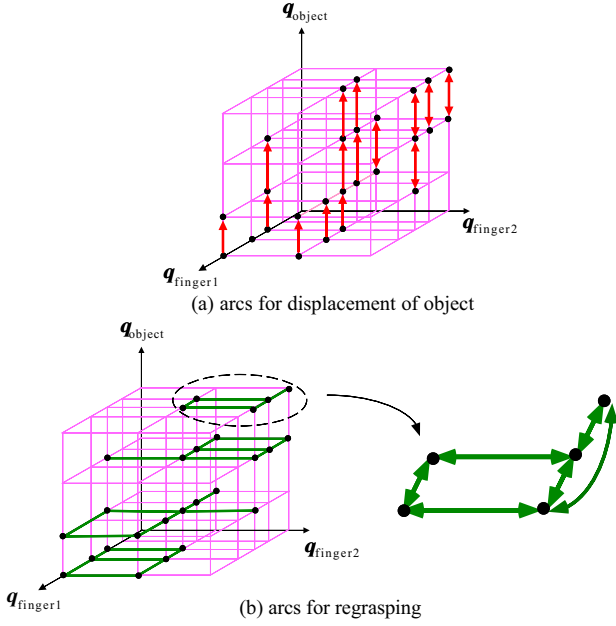 q_object
q_finger2
q_finger1
(a) arcs for displacement of object
q_object
q_finger2
q_finger1
(b) arcs for regrasping